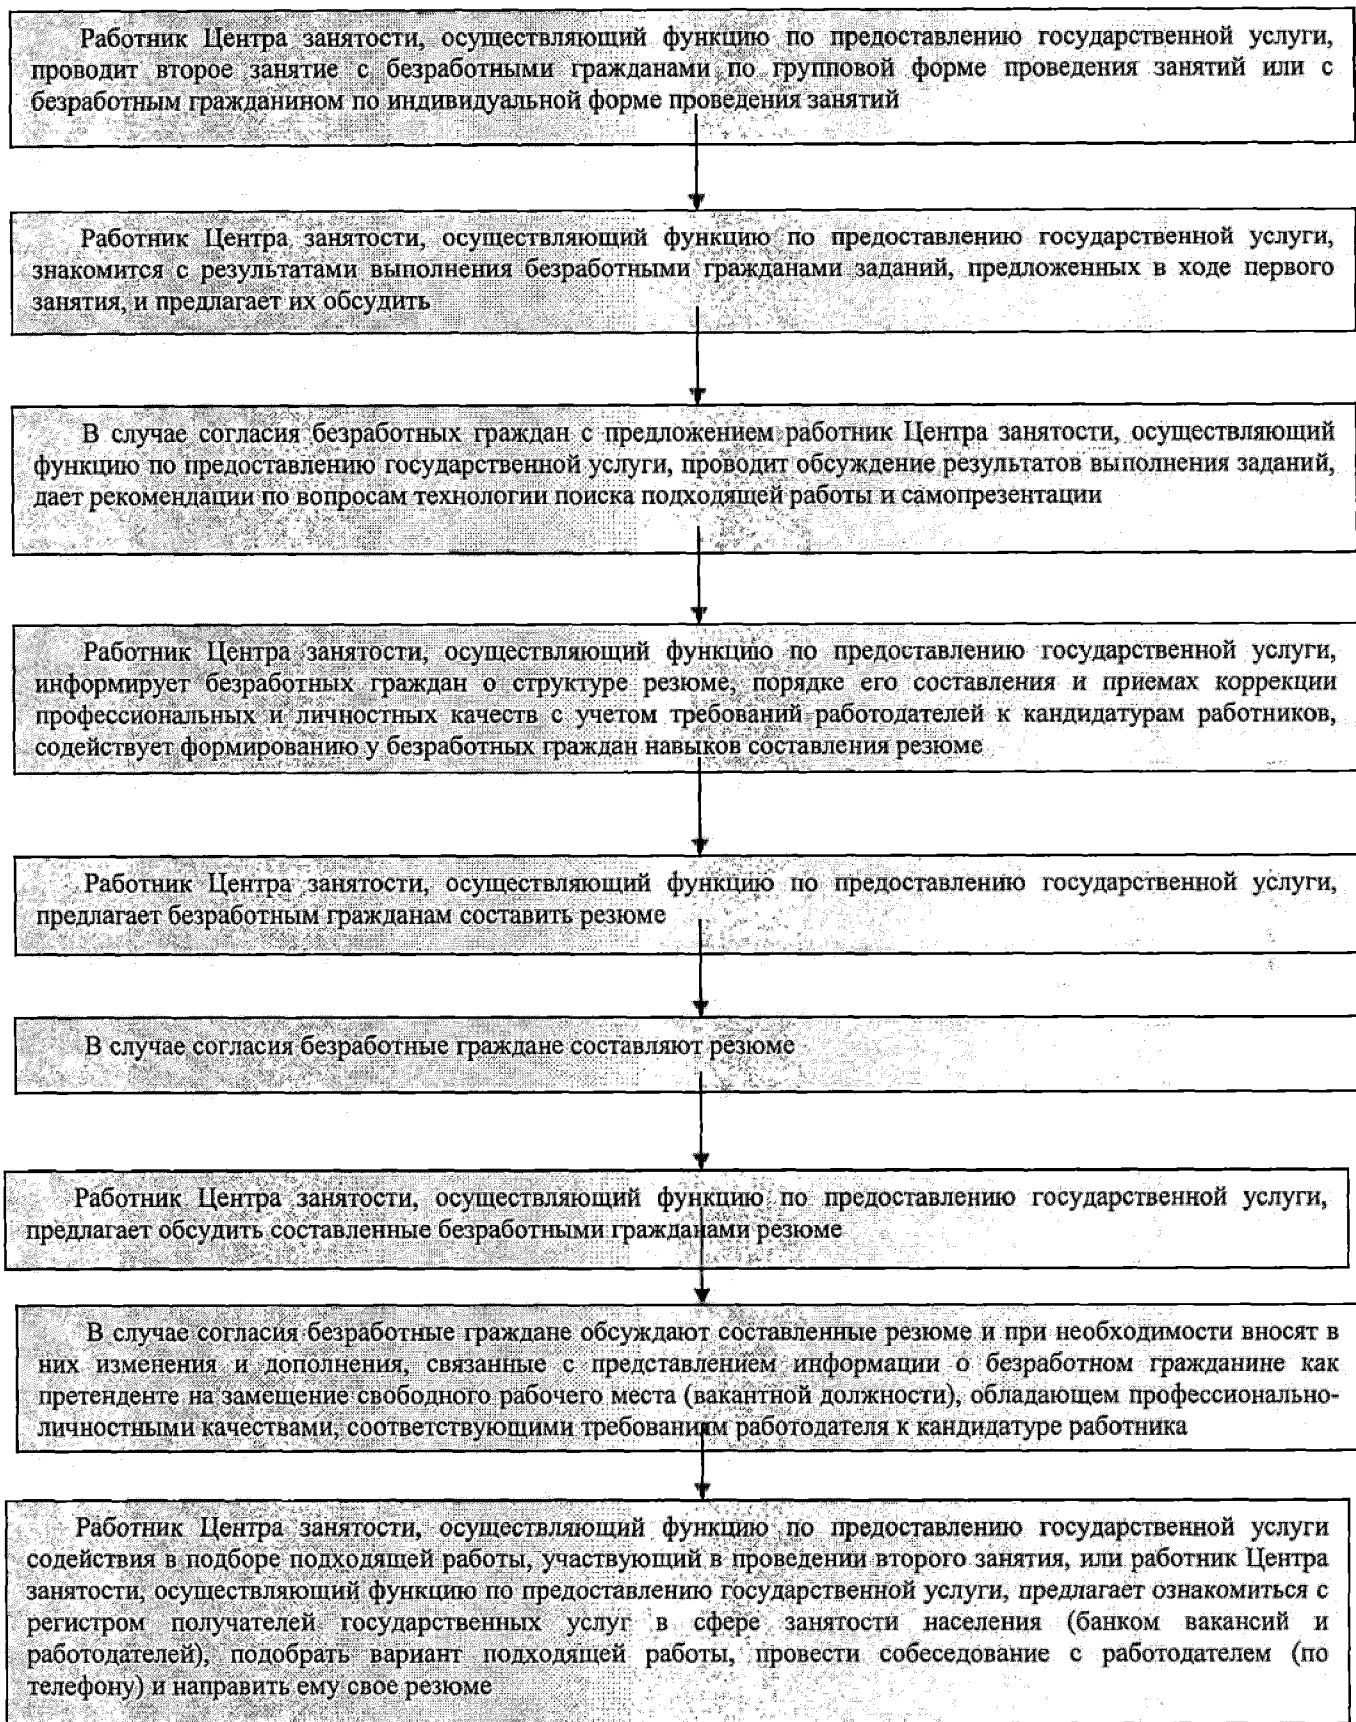 Работник Центра занятости, осуществляющий функцию по предоставлению государственной услуги,
проводит второе занятие с безработными гражданами по групповой форме проведения занятий или с
безработным гражданином по индивидуальной форме проведения занятий
Работник Центра занятости, осуществляющий функцию по предоставлению государственной услуги,
знакомится с результатами выполнения безработными гражданами заданий, предложенных в ходе первого
занятия, и предлагает их обсудить
В случае согласия безработных граждан с предложением работник Центра занятости, осуществляющий
функцию по предоставлению государственной услуги, проводит обсуждение результатов выполнения заданий,
дает рекомендации по вопросам технологии поиска подходящей работы и самопрезентации
Работник Центра занятости, осуществляющий функцию по предоставлению государственной услуги,
информирует безработных граждан о структуре резюме, порядке его составления и приемах коррекции
профессиональных и личностных качеств с учетом требований работодателей к кандидатурам работников,
содействует формированию у безработных граждан навыков составления резюме
Работник Центра занятости, осуществляющий функцию по предоставлению государственной услуги,
предлагает безработным гражданам составить резюме
В случае согласия безработные граждане составляют резюме
Работник Центра занятости, осуществляющий функцию по предоставлению государственной услуги,
предлагает обсудить составленные безработными гражданами резюме
В случае согласия безработные граждане обсуждают составленные резюме и при необходимости вносят в
них изменения и дополнения, связанные с представлением информации о безработном гражданине как
претенденте на замещение свободного рабочего места (вакантной должности), обладающем профессионально-
личностными качествами, соответствующими требованиям работодателя к кандидатуре работника
Работник Центра занятости, осуществляющий функцию по предоставлению государственной услуги
содействия в подборе подходящей работы, участвующий в проведении второго занятия, или работник Центра
занятости, осуществляющий функцию по предоставлению государственной услуги, предлагает ознакомиться с
регистром получателей государственных услуг в сфере занятости населения (банком вакансий и
работодателей), подобрать вариант подходящей работы, провести собеседование с работодателем (по
телефону) и направить ему свое резюме